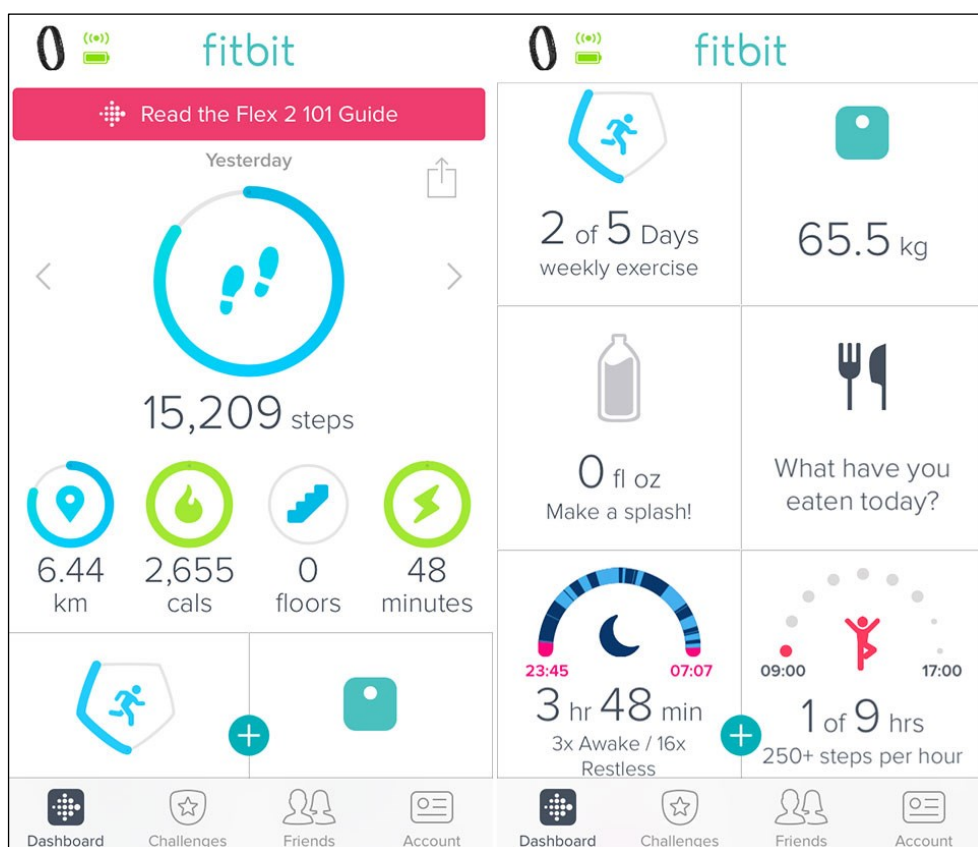 fitbit
Read the Flex 2 101 Guide
Yesterday
15,209 steps
6.44
km
2,655
cals
0
floors
48
minutes
Dashboard
Challenges
Friends
Account
fitbit
2 of 5 Days
weekly exercise
65.5 kg
0 fl oz
Make a splash!
What have you
eaten today?
23:45
07:07
3 hr 48 min
3x Awake / 16x
Restless
09:00
17:00
1 of 9 hrs
250+ steps per hour
Dashboard
Challenges
Friends
Account